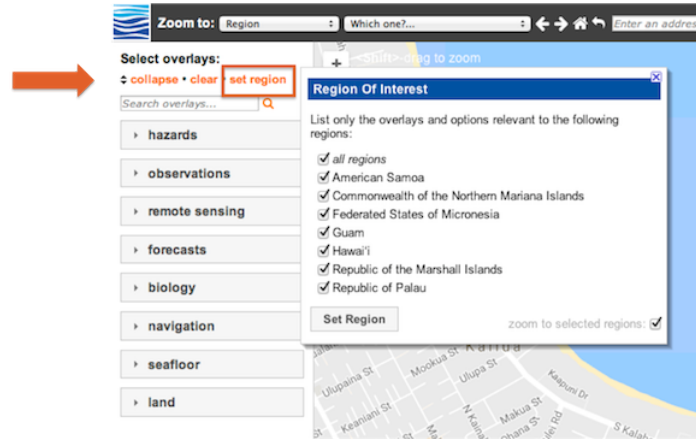 Zoom to: Region Which one?... Enter an addres
Select overlays:
collapse • clear • set region
Search overlays...
hazards
observations
remote sensing
forecasts
biology
navigation
seafloor
land
<Shift>-drag to zoom
Region Of Interest
List only the overlays and options relevant to the following
regions:
all regions
American Samoa
Commonwealth of the Northern Mariana Islands
Federated States of Micronesia
Guam
Hawai'i
Republic of the Marshall Islands
Republic of Palau
Set Region
zoom to selected regions:
Kailua
Mookua St
Ulupa St
Ulupaina St
Kaapuni Dr
Keaniani St
Makua St